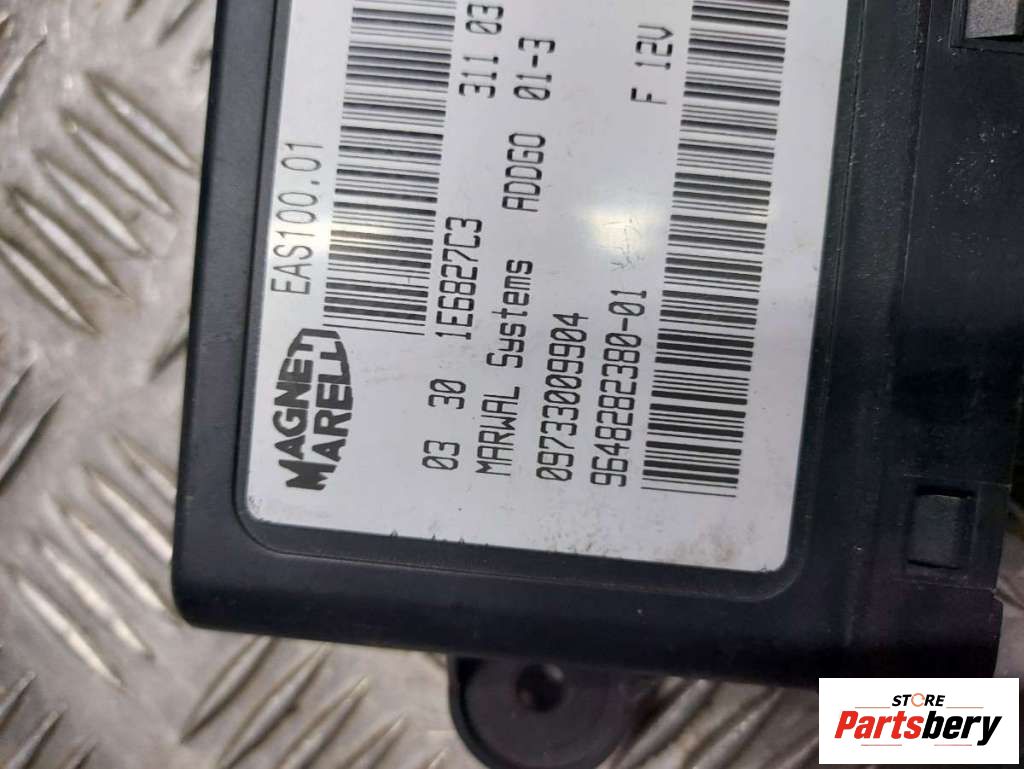 EAS100.01
MAGNETI
MARELLI
311 03
03 30 1E6827C3
MARWAL Systems ADDGO 01-3
09733009904
9648282380-01 F 12V
STORE
Partsbery